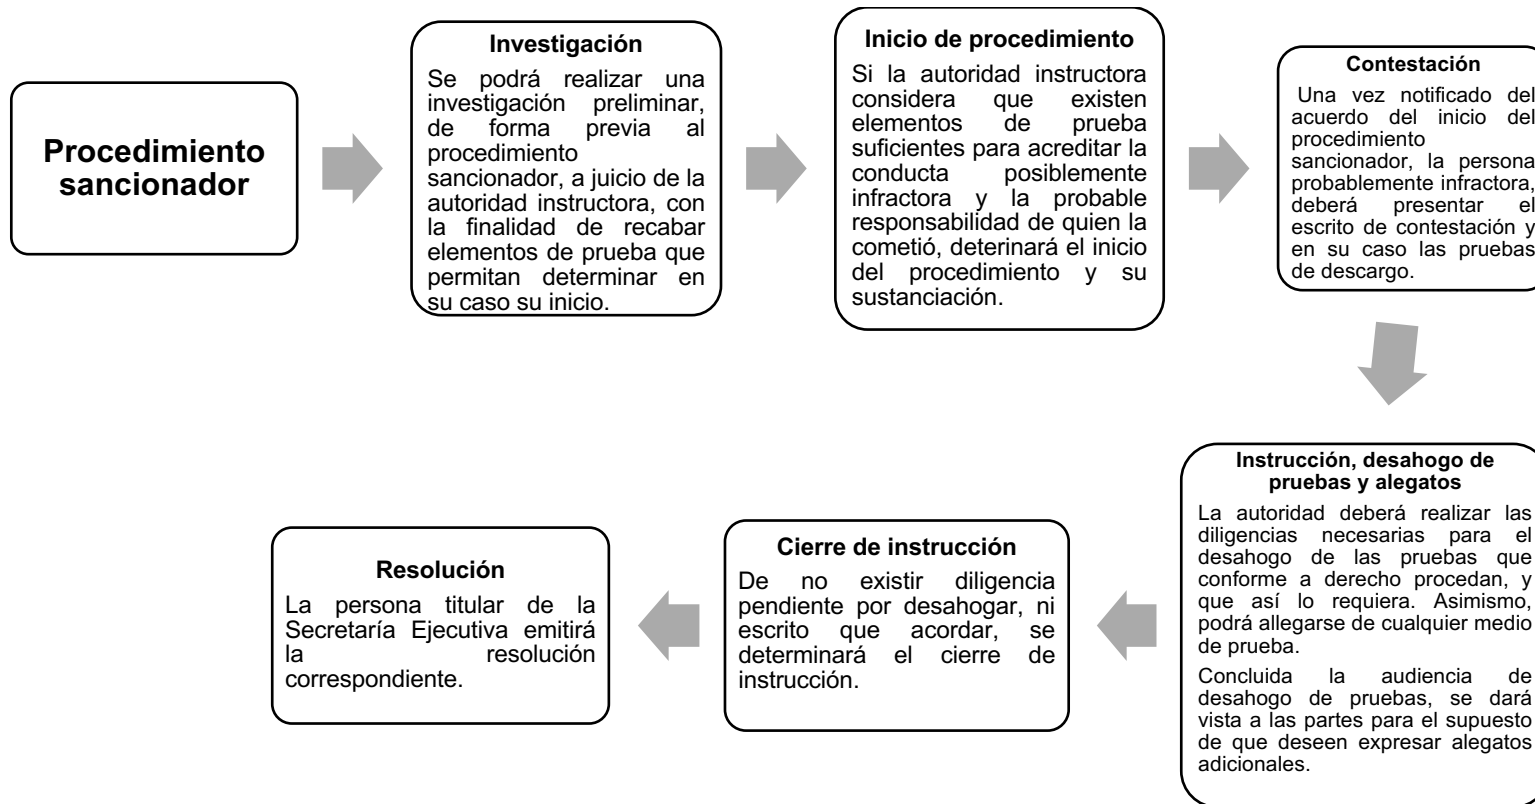 Procedimiento
sancionador
Investigación
Se podrá realizar una
investigación preliminar,
de forma previa al
procedimiento
sancionador, a juicio de la
autoridad instructora, con
la finalidad de recabar
elementos de prueba que
permitan determinar en
su caso su inicio.
Inicio de procedimiento
Si la autoridad instructora
considera que existen
elementos de prueba
suficientes para acreditar la
conducta posiblemente
infractora y la probable
responsabilidad de quien la
cometió, deterinará el inicio
del procedimiento y su
sustanciación.
Contestación
Una vez notificado del
acuerdo del inicio del
procedimiento
sancionador, la persona
probablemente infractora,
deberá presentar el
escrito de contestación y
en su caso las pruebas
de descargo.
Instrucción, desahogo de
pruebas y alegatos
La autoridad deberá realizar las
diligencias necesarias para el
desahogo de las pruebas que
conforme a derecho procedan, y
que así lo requiera. Asimismo,
podrá allegarse de cualquier medio
de prueba.
Concluida la audiencia de
desahogo de pruebas, se dará
vista a las partes para el supuesto
de que deseen expresar alegatos
adicionales.
Cierre de instrucción
De no existir diligencia
pendiente por desahogar, ni
escrito que acordar, se
determinará el cierre de
instrucción.
Resolución
La persona titular de la
Secretaría Ejecutiva emitirá
la resolución
correspondiente.